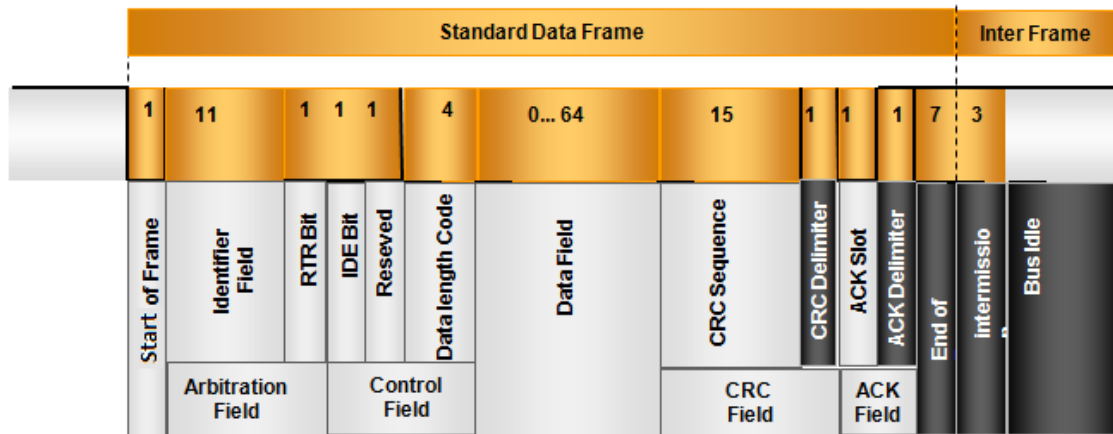 Standard Data Frame
Inter Frame
1
11
1
1
1
4
0... 64
15
1
1
1
7
3
Start of Frame
Identifier
Field
RTR Bit
IDE Bit
Reseved
Data length Code
Data Field
CRC Sequence
CRC Delimiter
ACK Slot
ACK Delimiter
End of
intermissio
Bus Idle
Arbitration
Field
Control
Field
CRC
Field
ACK
Field